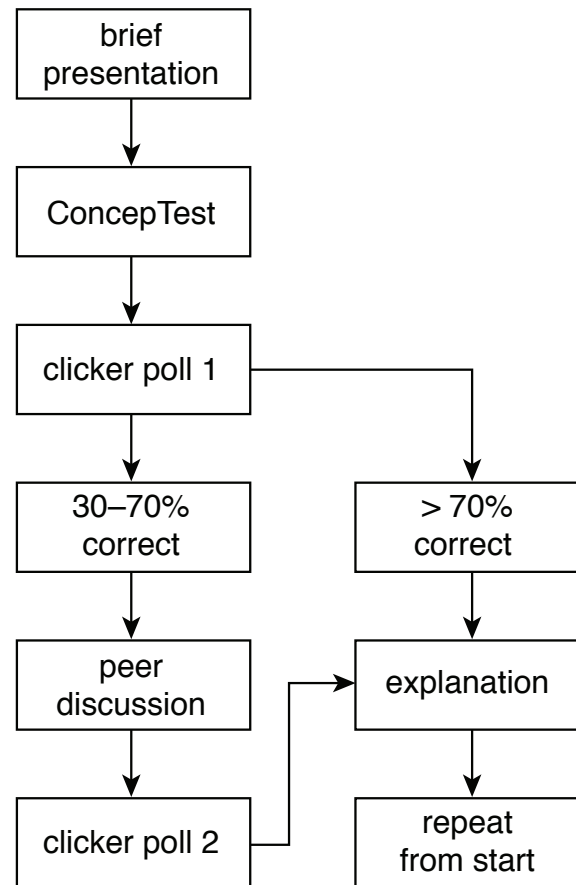 brief
presentation
ConcepTest
clicker poll 1
30–70%
correct
> 70%
correct
peer
discussion
explanation
clicker poll 2
repeat
from start